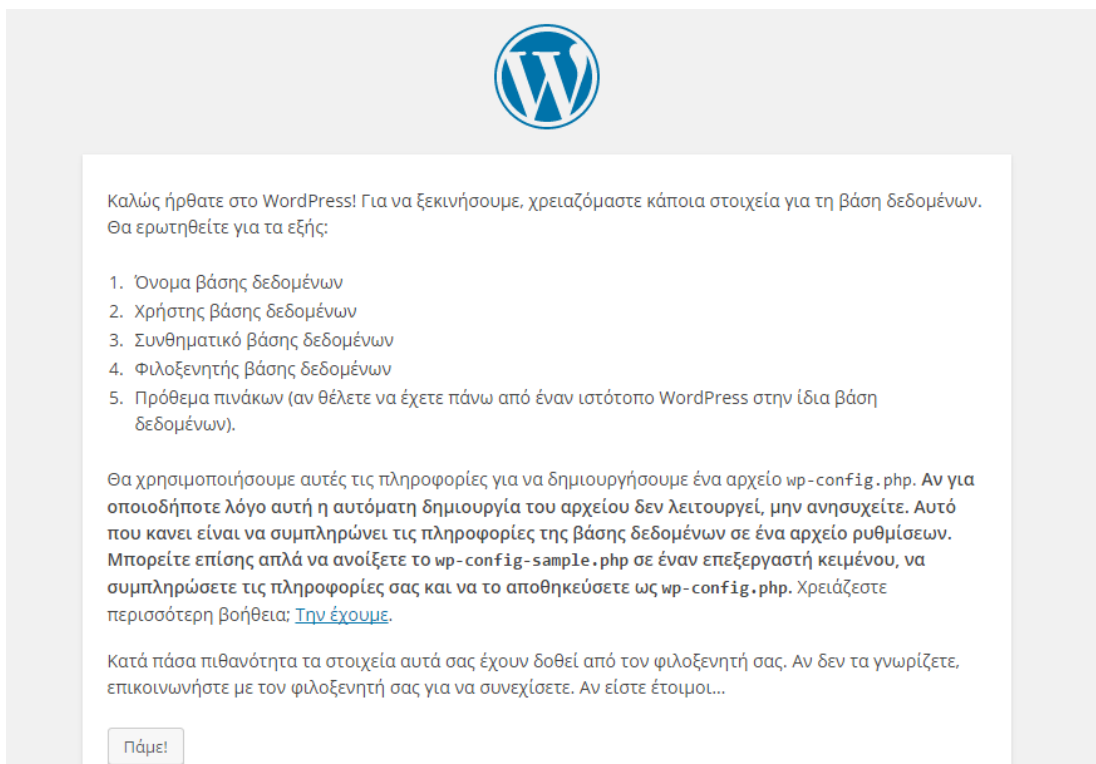 Καλώς ήρθατε στο WordPress! Για να ξεκινήσουμε, χρειαζόμαστε κάποια στοιχεία για τη βάση δεδομένων.
Θα ερωτηθείτε για τα εξής:
1. Όνομα βάσης δεδομένων
2. Χρήστης βάσης δεδομένων
3. Συνθηματικό βάσης δεδομένων
4. Φιλοξενητής βάσης δεδομένων
5. Πρόθεμα πινάκων (αν θέλετε να έχετε πάνω από έναν ιστότοπο WordPress στην ίδια βάση
δεδομένων).
Θα χρησιμοποιήσουμε αυτές τις πληροφορίες για να δημιουργήσουμε ένα αρχείο wp-config.php. Αν για
οποιοδήποτε λόγο αυτή η αυτόματη δημιουργία του αρχείου δεν λειτουργεί, μην ανησυχείτε. Αυτό
που κανει είναι να συμπληρώνει τις πληροφορίες της βάσης δεδομένων σε ένα αρχείο ρυθμίσεων.
Μπορείτε επίσης απλά να ανοίξετε το wp-config-sample.php σε έναν επεξεργαστή κειμένου, να
συμπληρώσετε τις πληροφορίες σας και να το αποθηκεύσετε ως wp-config.php. Χρειάζεστε
περισσότερη βοήθεια; Την έχουμε.
Κατά πάσα πιθανότητα τα στοιχεία αυτά σας έχουν δοθεί από τον φιλοξενητή σας. Αν δεν τα γνωρίζετε,
επικοινωνήστε με τον φιλοξενητή σας για να συνεχίσετε. Αν είστε έτοιμοι...
Πάμε!